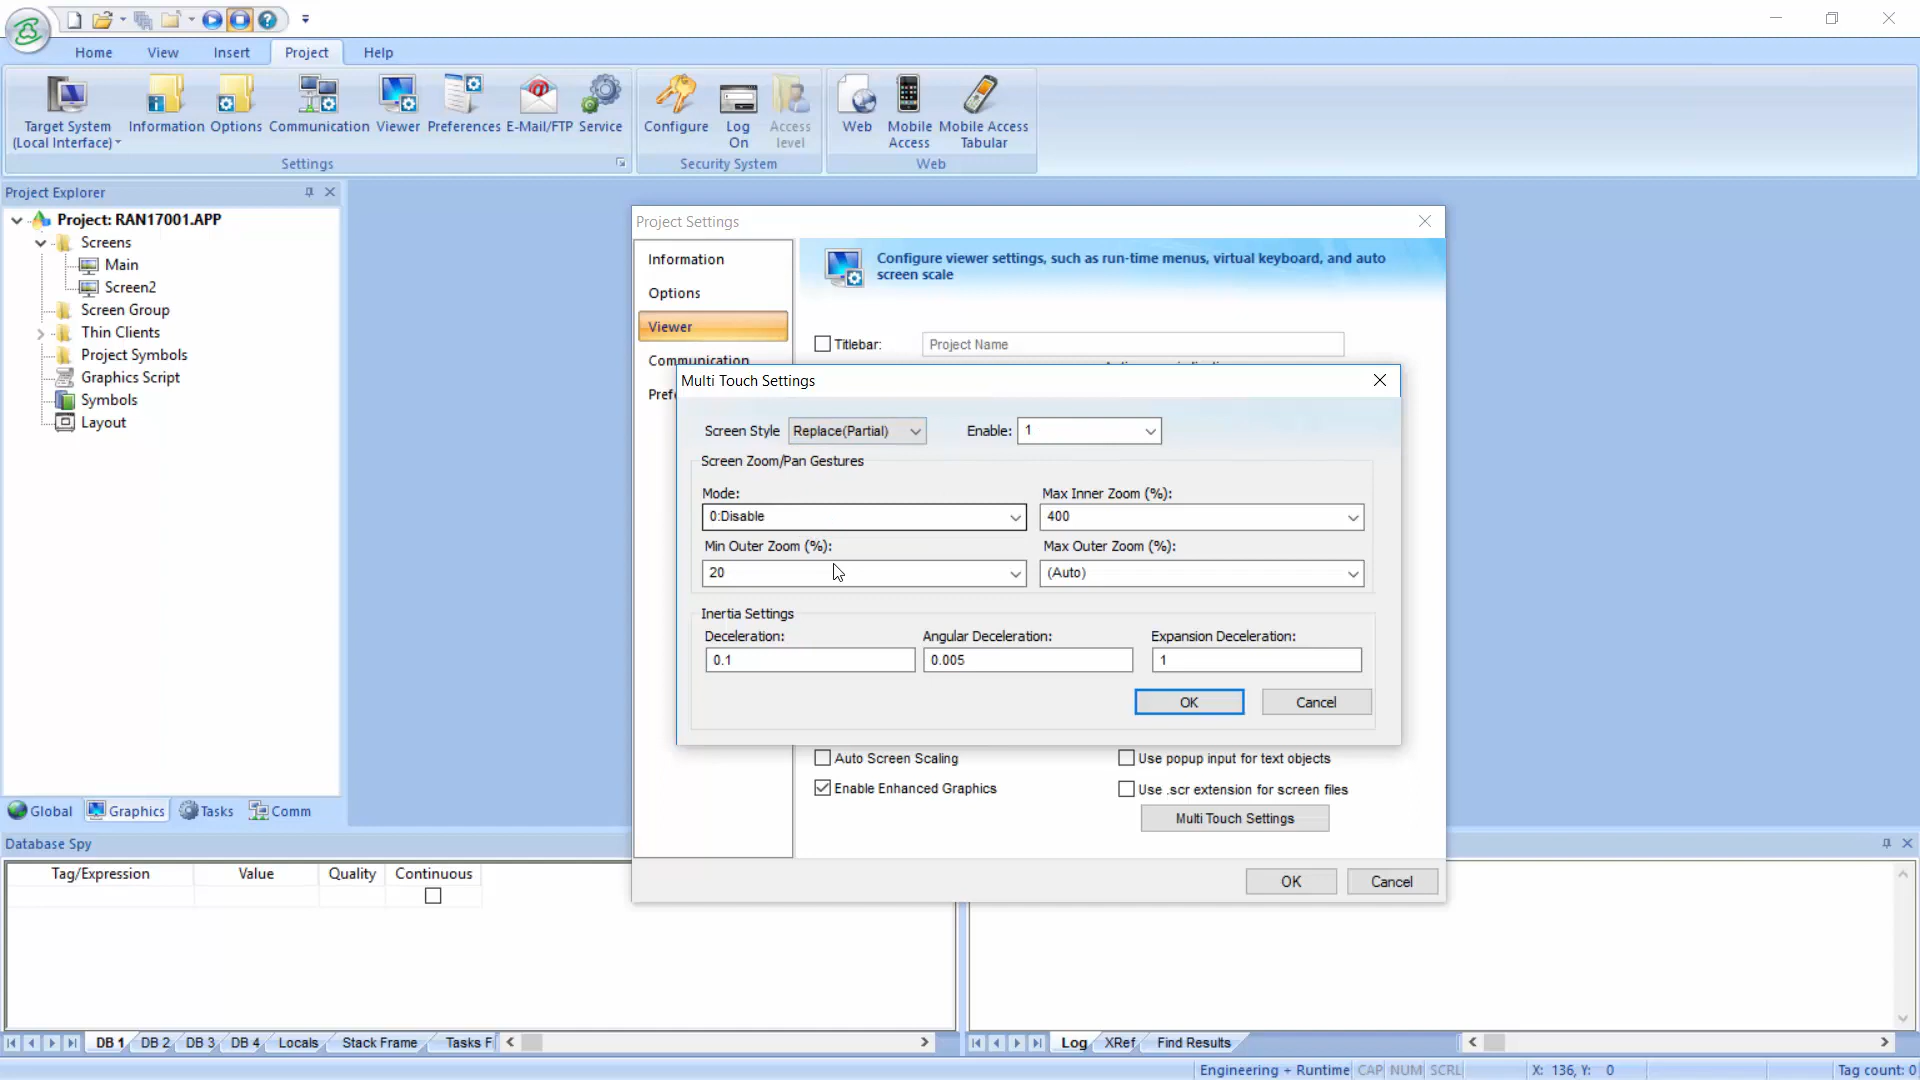 Home View Insert Project Help
Target System (Local Interface)
Information Options Communication Viewer Preferences E-Mail/FTP Service
Configure Log On Access level
Web Mobile Access Mobile Access Tabular
Settings Security System Web
Project Explorer
Project: RAN17001.APP
Screens
Main
Screen2
Screen Group
Thin Clients
Project Symbols
Graphics Script
Symbols
Layout
Global Graphics Tasks Comm
Project Settings
Information
Options
Viewer
Communication
Configure viewer settings, such as run-time menus, virtual keyboard, and auto
screen scale
Titlebar: Project Name
Multi Touch Settings
Screen Style Replace(Partial) Enable: 1
Screen Zoom/Pan Gestures
Mode: Max Inner Zoom (%):
0:Disable 400
Min Outer Zoom (%): Max Outer Zoom (%):
20 (Auto)
Inertia Settings
Deceleration: Angular Deceleration: Expansion Deceleration:
0.1 0.005 1
OK Cancel
Auto Screen Scaling Use popup input for text objects
Enable Enhanced Graphics Use .scr extension for screen files
Multi Touch Settings
OK Cancel
Database Spy
Tag/Expression Value Quality Continuous
DB 1 DB 2 DB 3 DB 4 Locals Stack Frame Tasks F
Log XRef Find Results
Engineering + Runtime CAP NUM SCRL X: 136, Y: 0 Tag count: 0